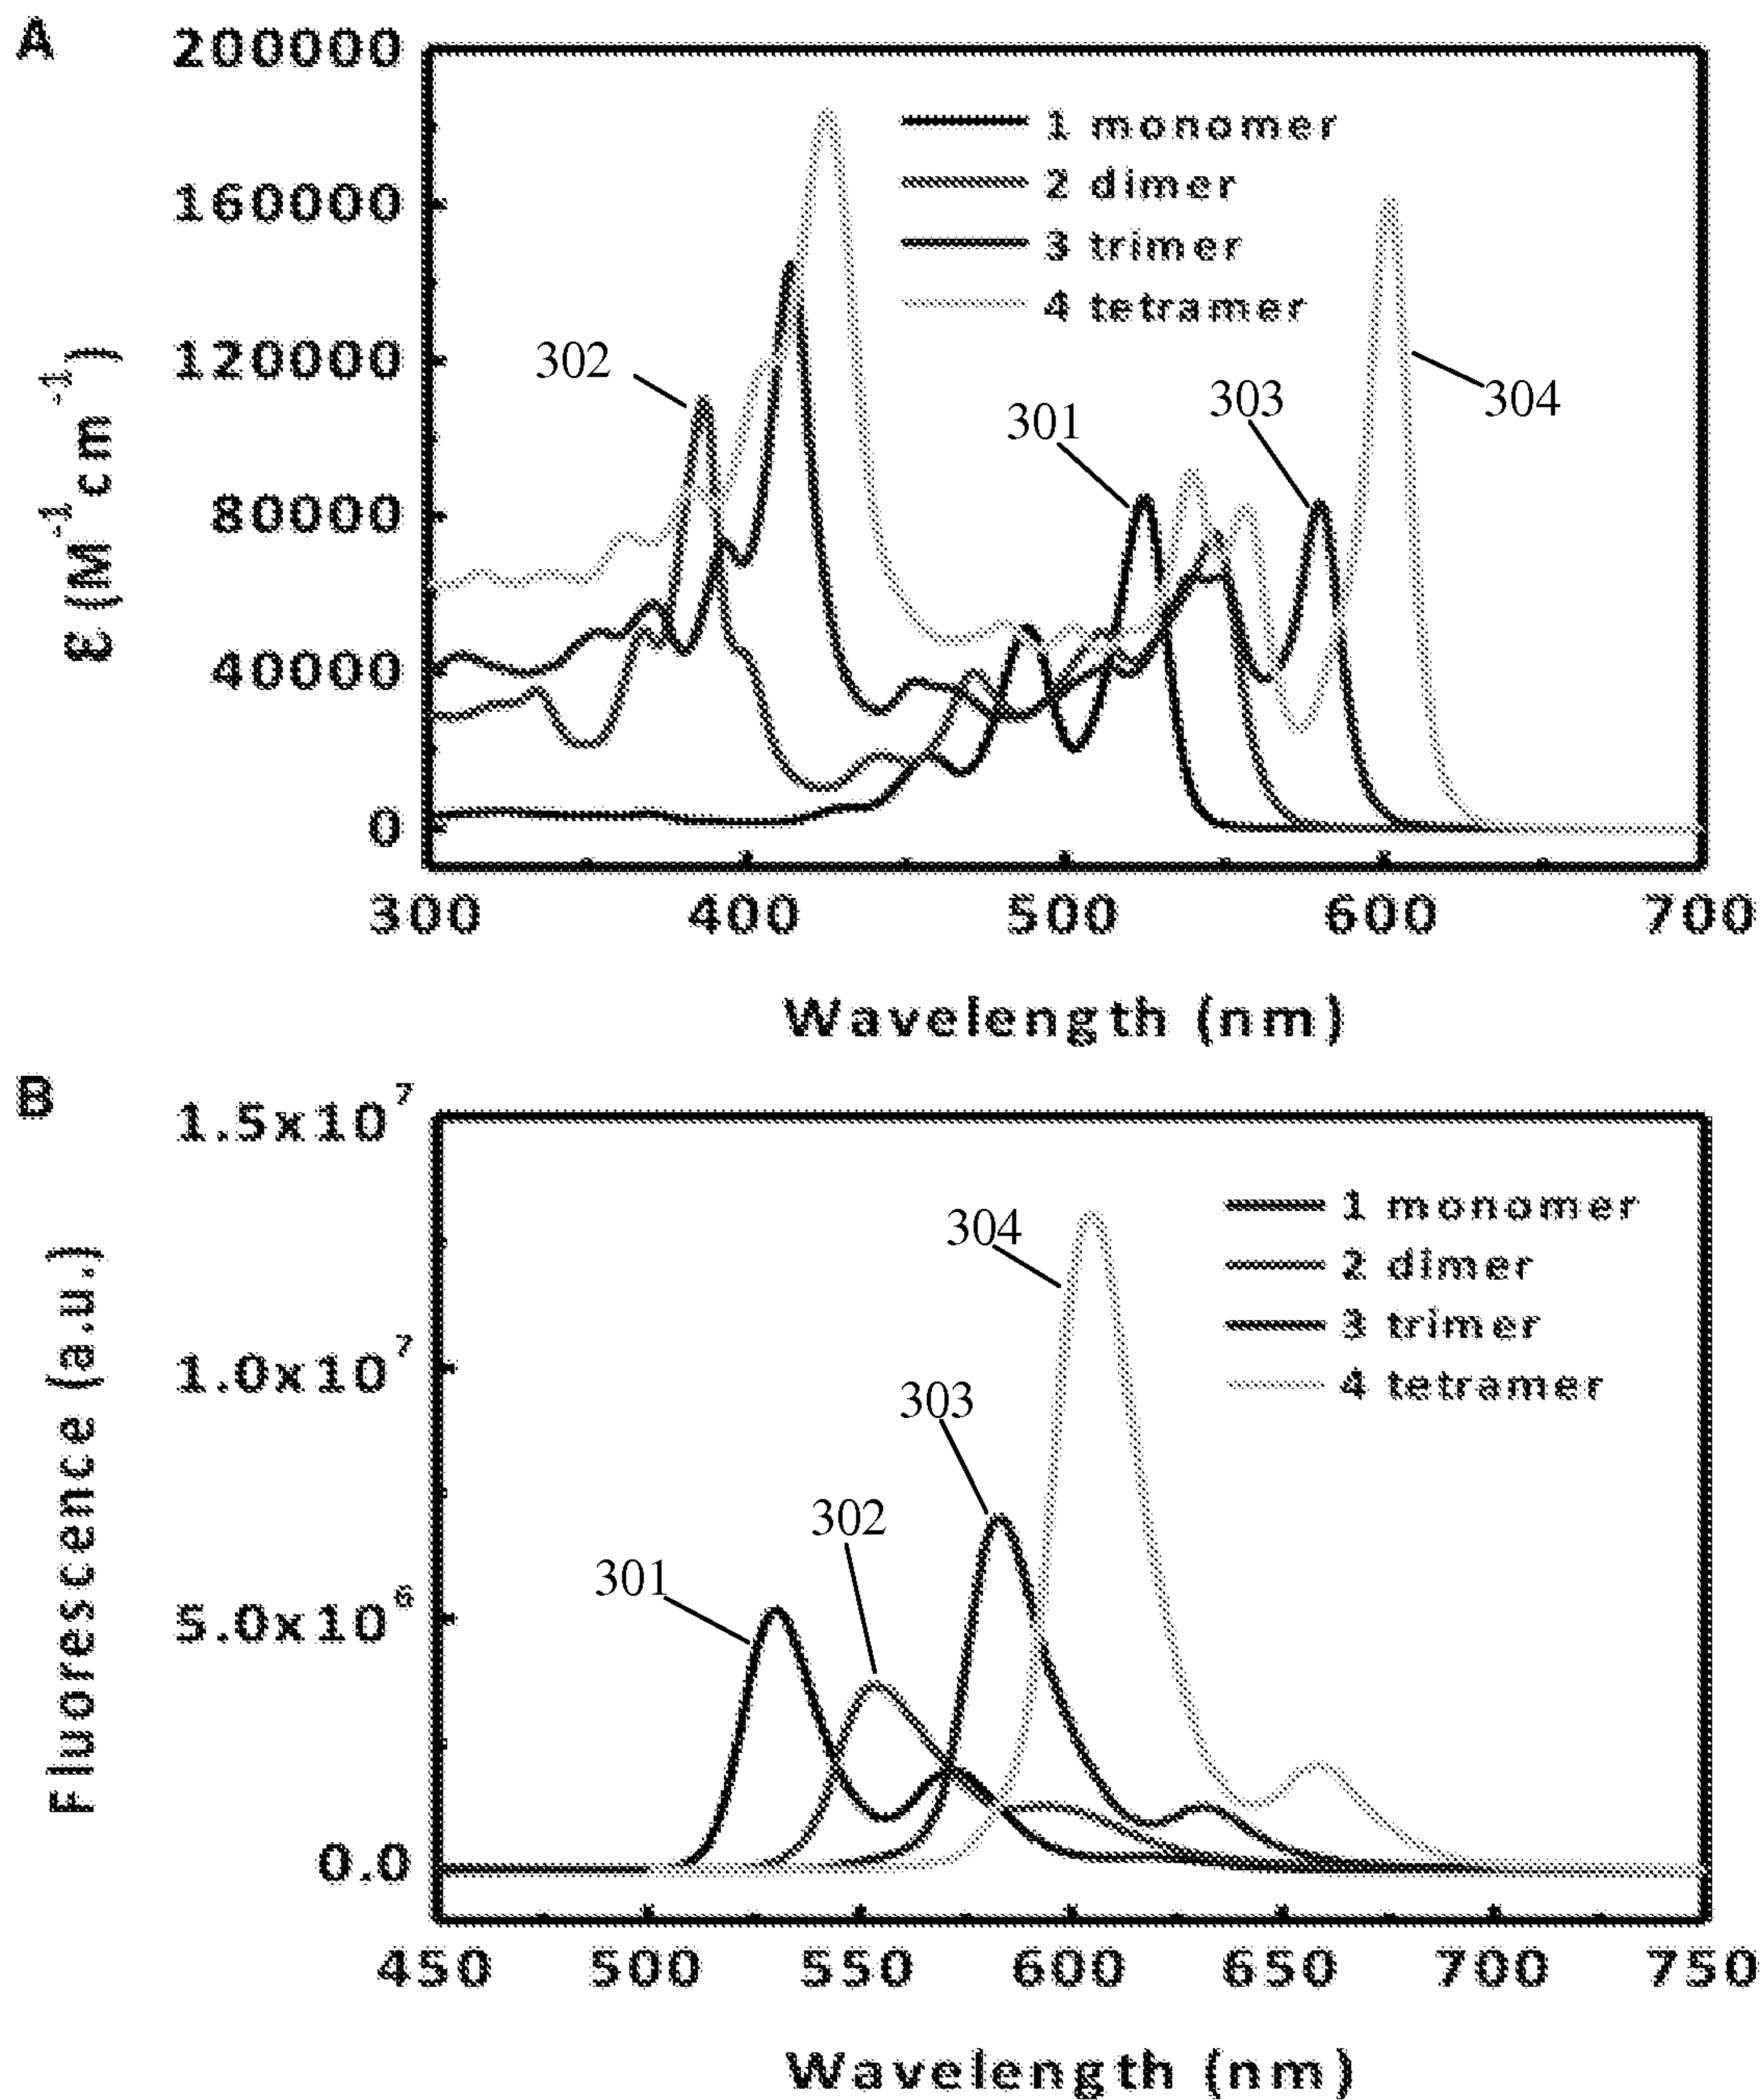 A
200000
160000
120000
80000
40000
0
ε (M⁻¹ cm⁻¹)
1 monomer
2 dimer
3 trimer
4 tetramer
302
301
303
304
300 400 500 600 700
Wavelength (nm)
B
1.5x10⁷
1.0x10⁷
5.0x10⁶
0.0
Fluorescence (a.u.)
1 monomer
2 dimer
3 trimer
4 tetramer
304
303
302
301
450 500 550 600 650 700 750
Wavelength (nm)